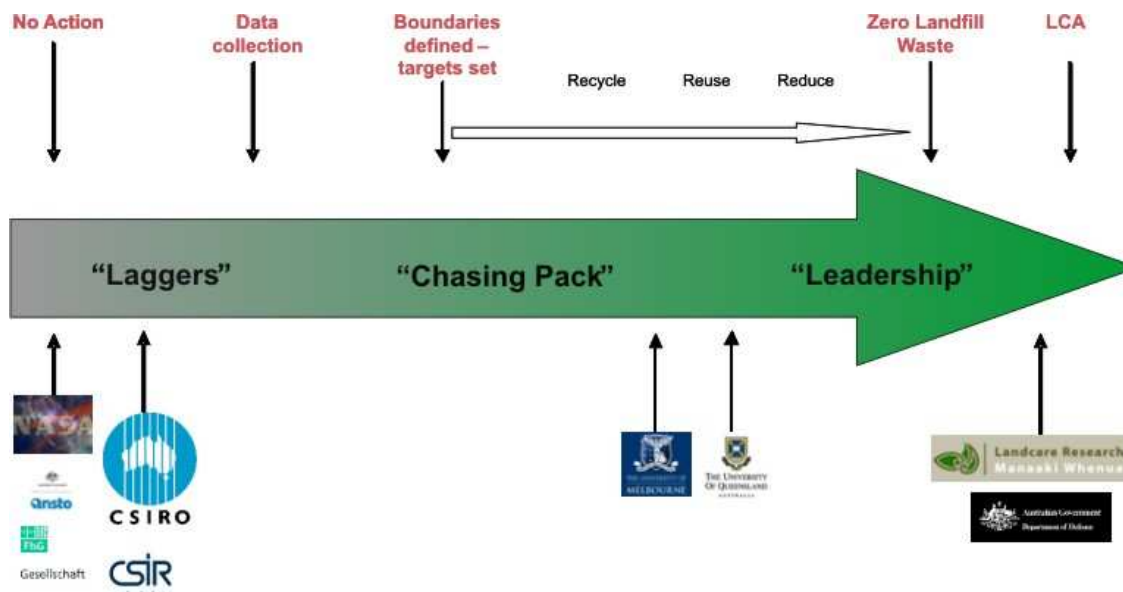 No Action
Data
collection
Boundaries
defined –
targets set
Zero Landfill
Waste
LCA
Recycle
Reuse
Reduce
“Laggers”
“Chasing Pack”
“Leadership”
NASA
ansto
FhG
Gesellschaft
CSIRO
CSIR
THE UNIVERSITY OF
MELBOURNE
THE UNIVERSITY
OF QUEENSLAND
AUSTRALIA
Landcare Research
Manaaki Whenua
Australian Government
Department of Defence